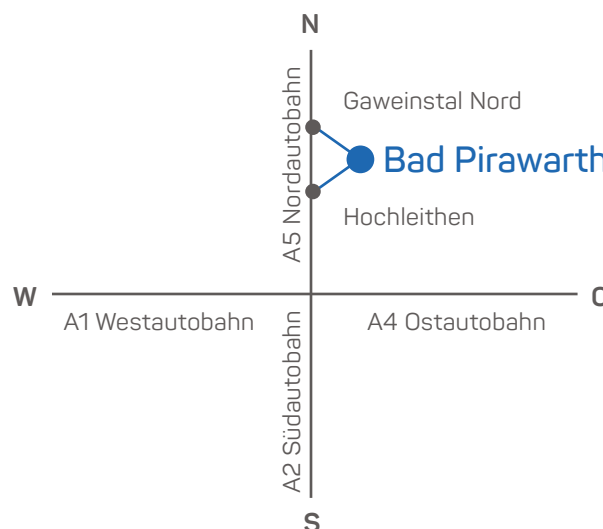 N
Gaweinstal Nord
A5 Nordautobahn
Bad Pirawarth
Hochleithen
W
O
A1 Westautobahn
A4 Ostautobahn
A2 Südautobahn
S